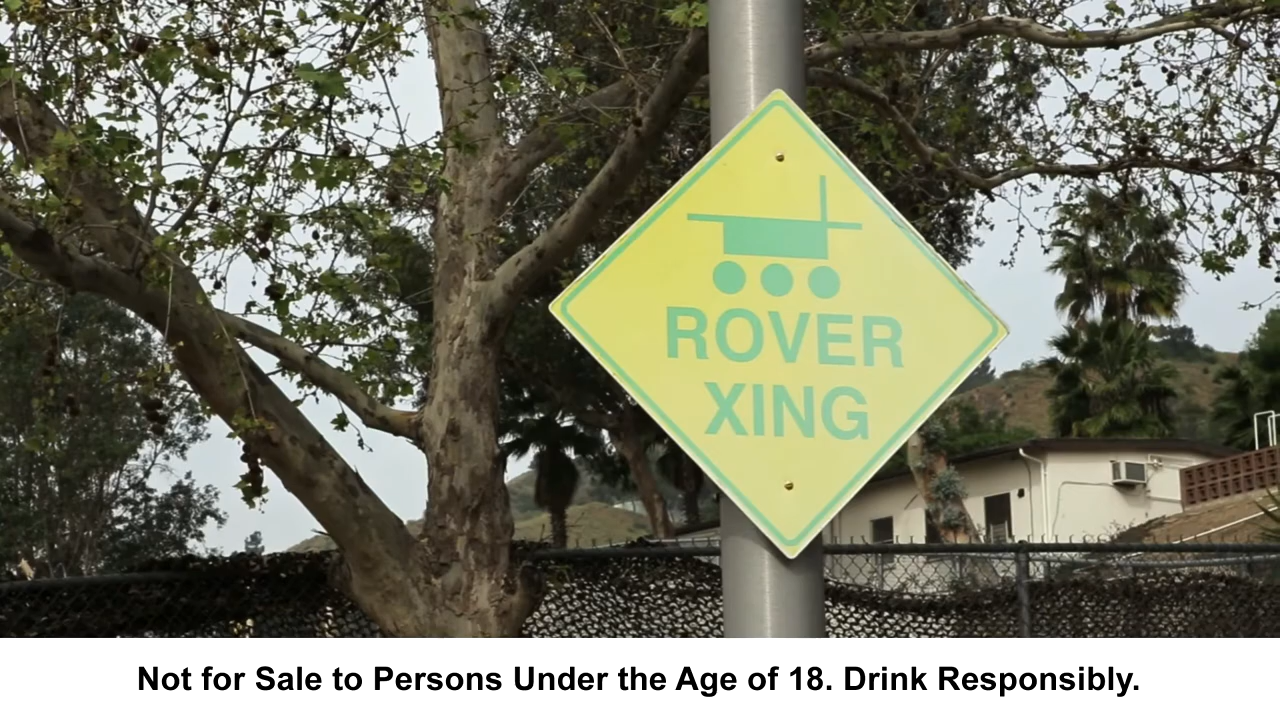 ROVER
XING
Not for Sale to Persons Under the Age of 18. Drink Responsibly.